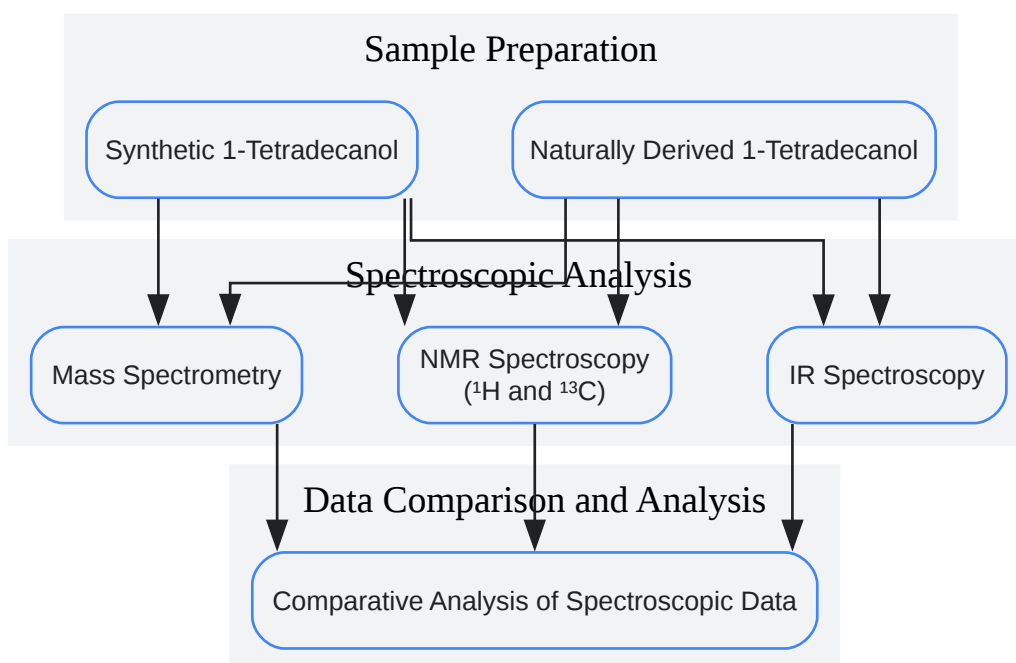 Sample Preparation
Synthetic 1-Tetradecanol
Naturally Derived 1-Tetradecanol
Spectroscopic Analysis
Mass Spectrometry
NMR Spectroscopy
(¹H and ¹³C)
IR Spectroscopy
Data Comparison and Analysis
Comparative Analysis of Spectroscopic Data